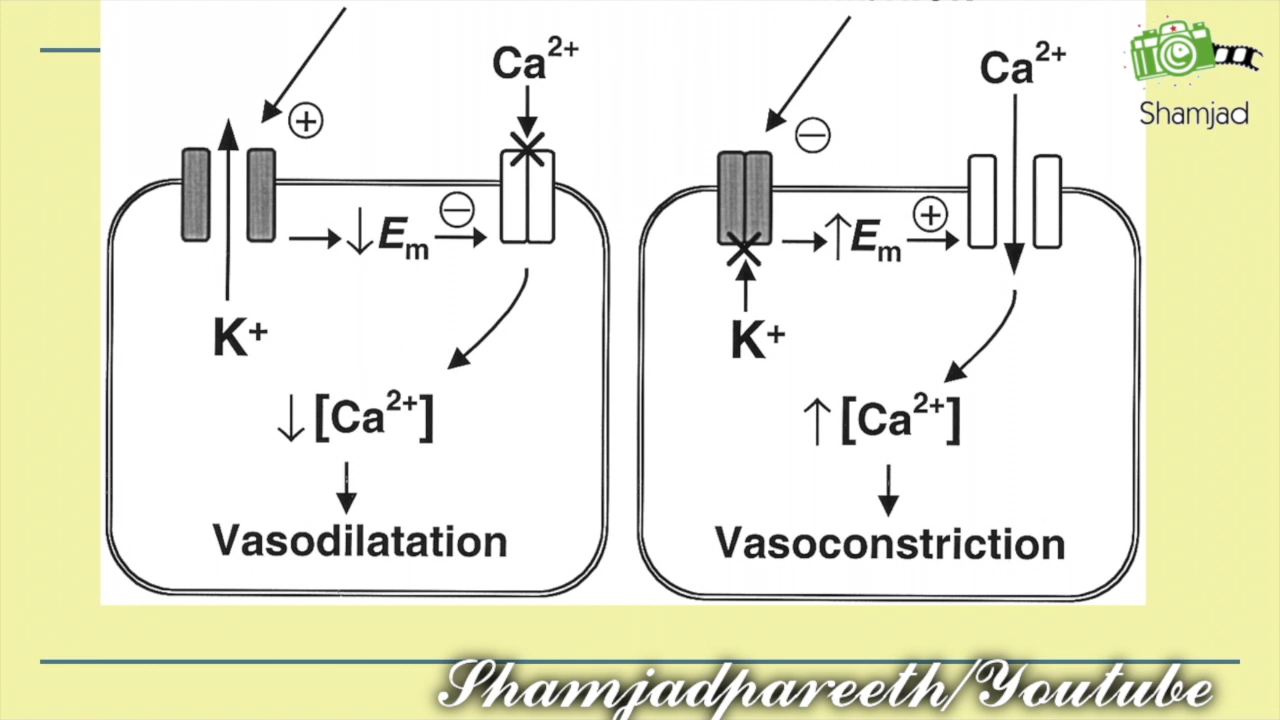 Ca2+
Ca2+
Shamjad
+
−
↓ Em
−
↑ Em
+
K+
K+
↓ [Ca2+]
↑ [Ca2+]
Vasodilatation
Vasoconstriction
Shamjadpareeth/Youtube